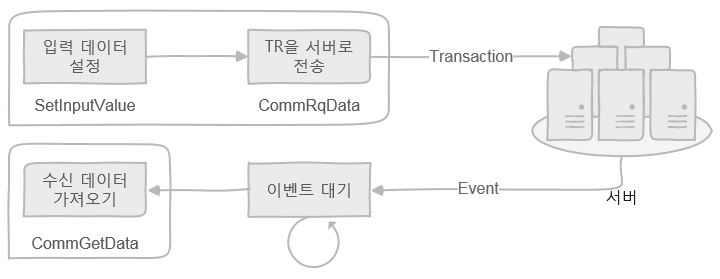 입력 데이터
설정
SetInputValue
TR을 서버로
전송
CommRqData
Transaction
서버
Event
이벤트 대기
수신 데이터
가져오기
CommGetData